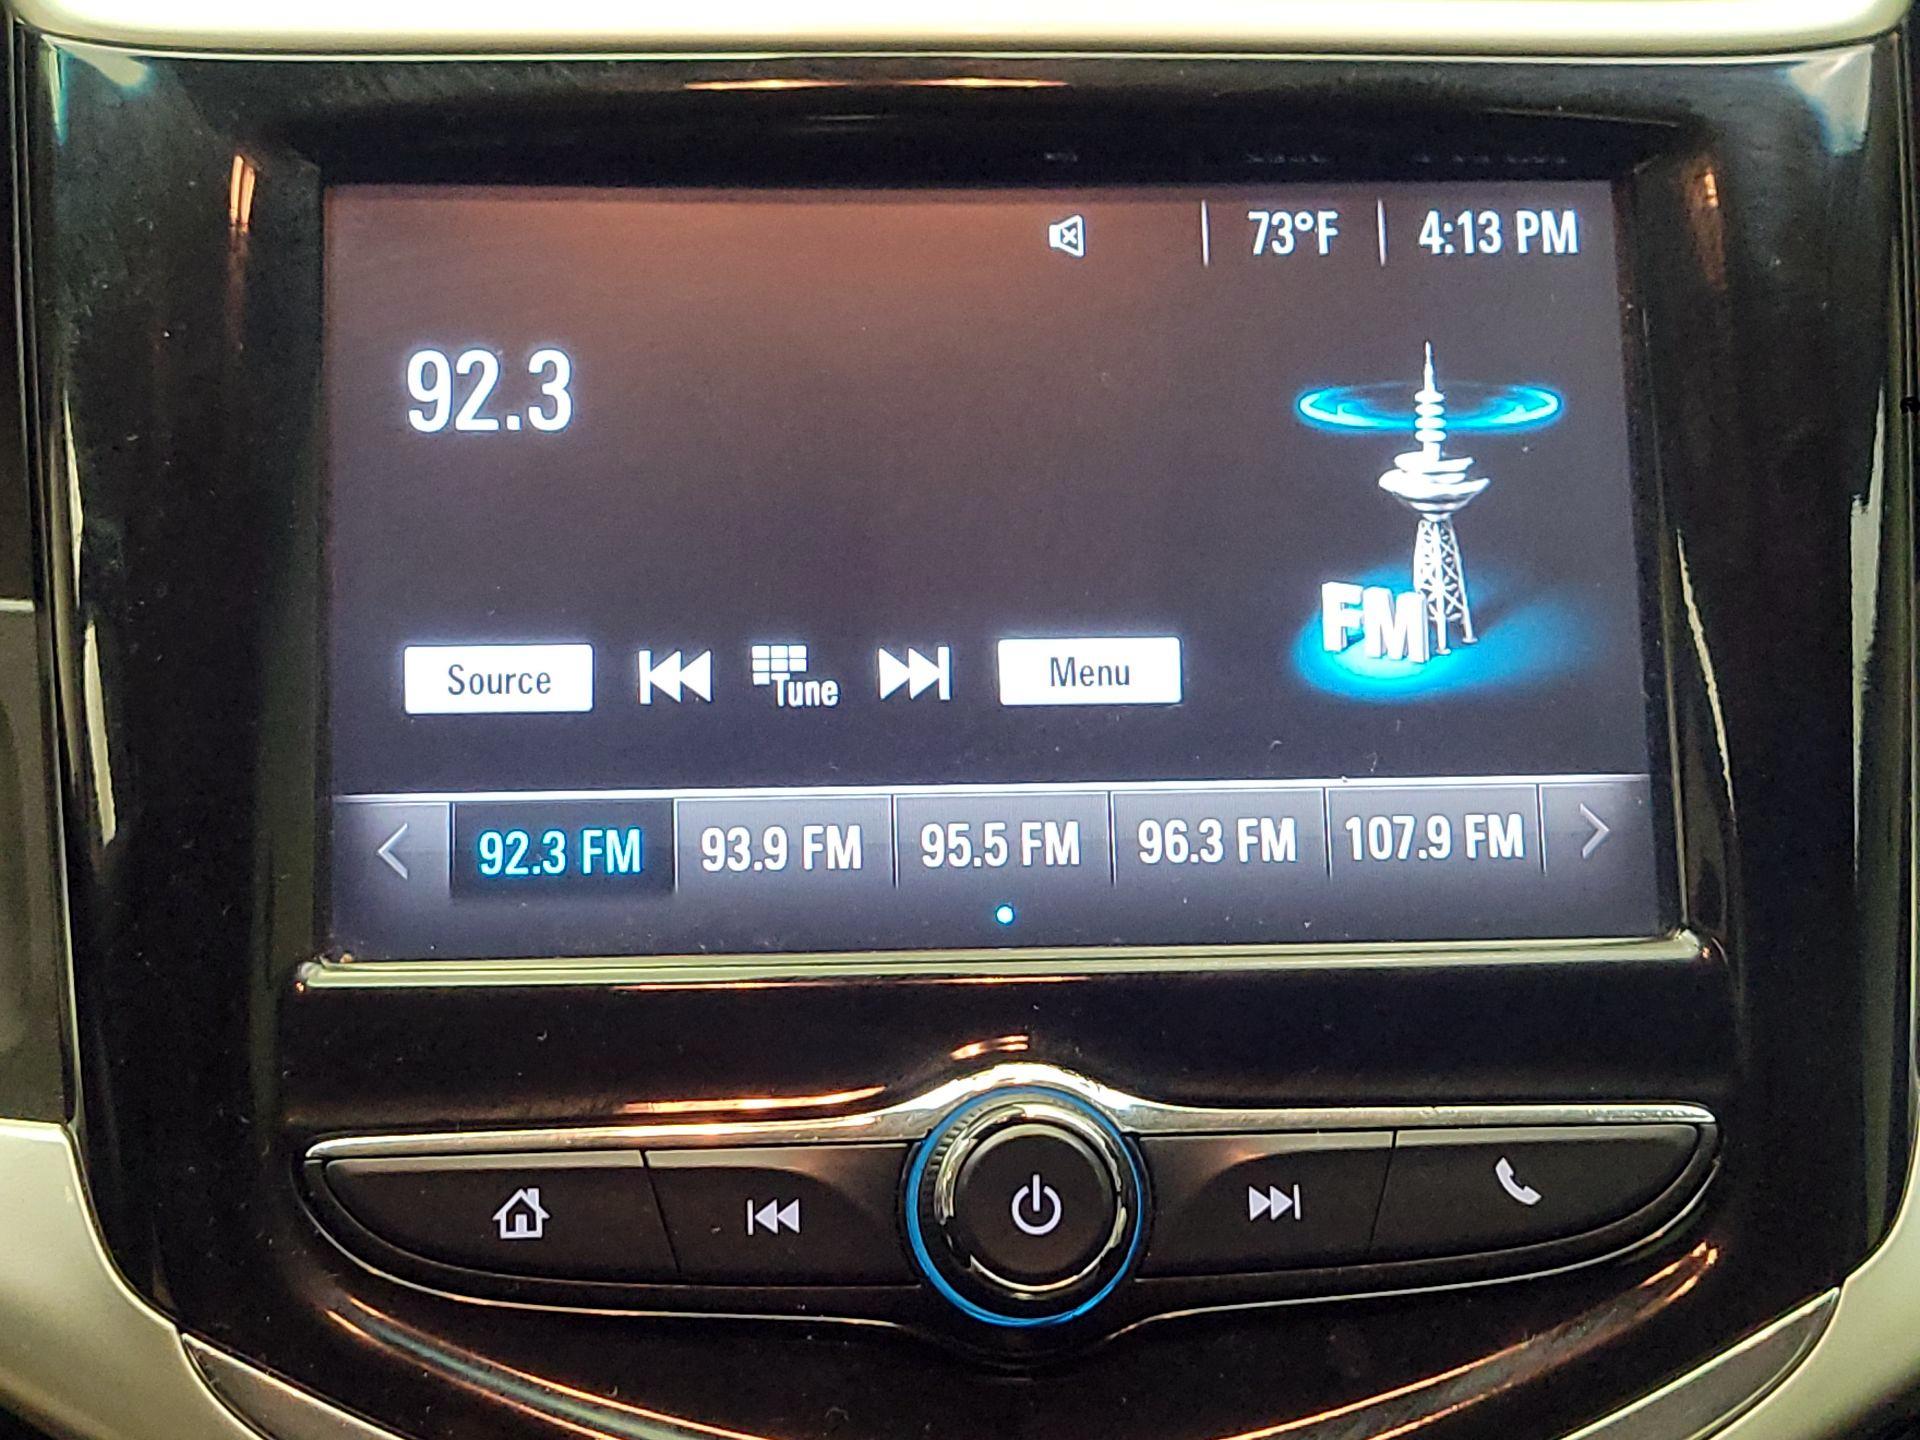 73°F 4:13 PM
92.3
FM
Source Tune Menu
92.3 FM 93.9 FM 95.5 FM 96.3 FM 107.9 FM